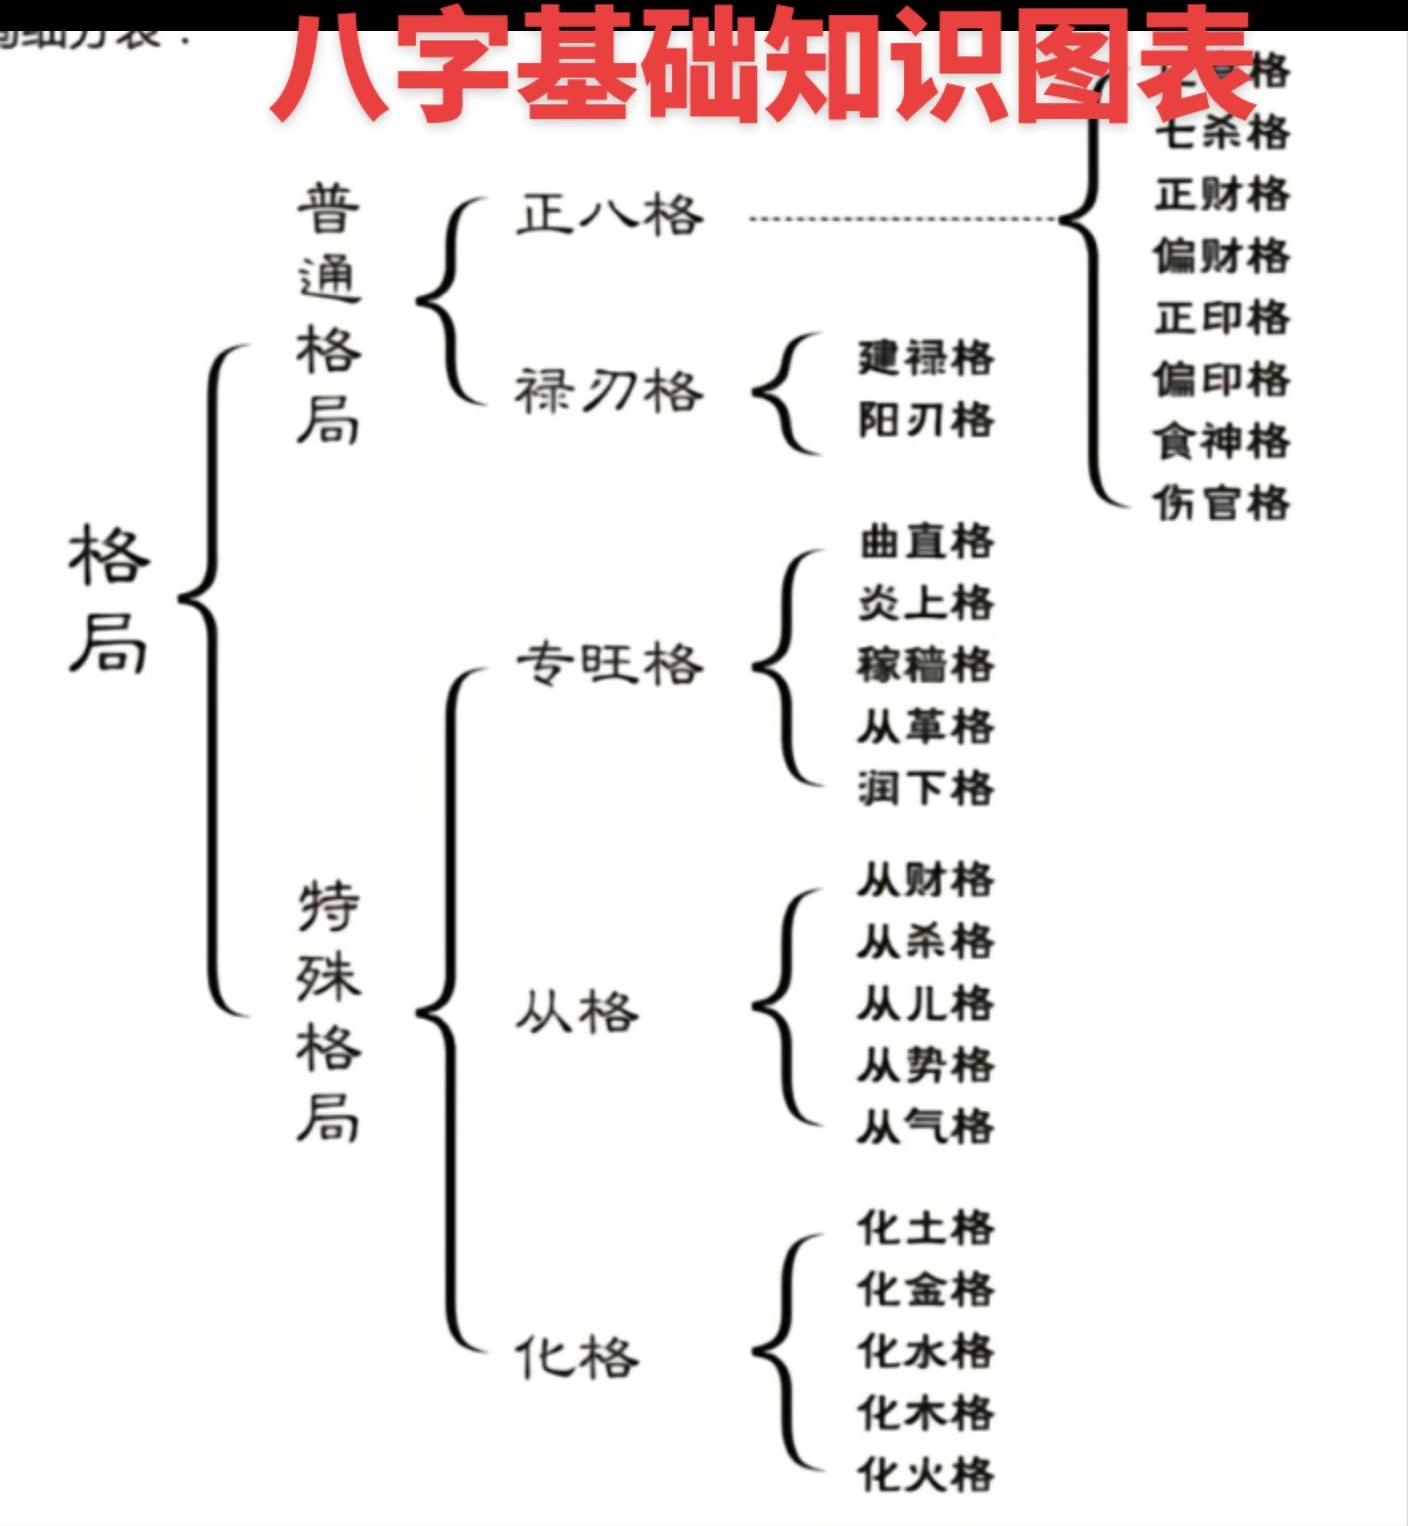 八字基础知识图表
细分表：
格局
普通格局
正八格
格
七杀格
正财格
偏财格
正印格
偏印格
食神格
伤官格
禄刃格
建禄格
阳刃格
特殊格局
专旺格
曲直格
炎上格
稼穑格
从革格
润下格
从格
从财格
从杀格
从儿格
从势格
从气格
化格
化土格
化金格
化水格
化木格
化火格